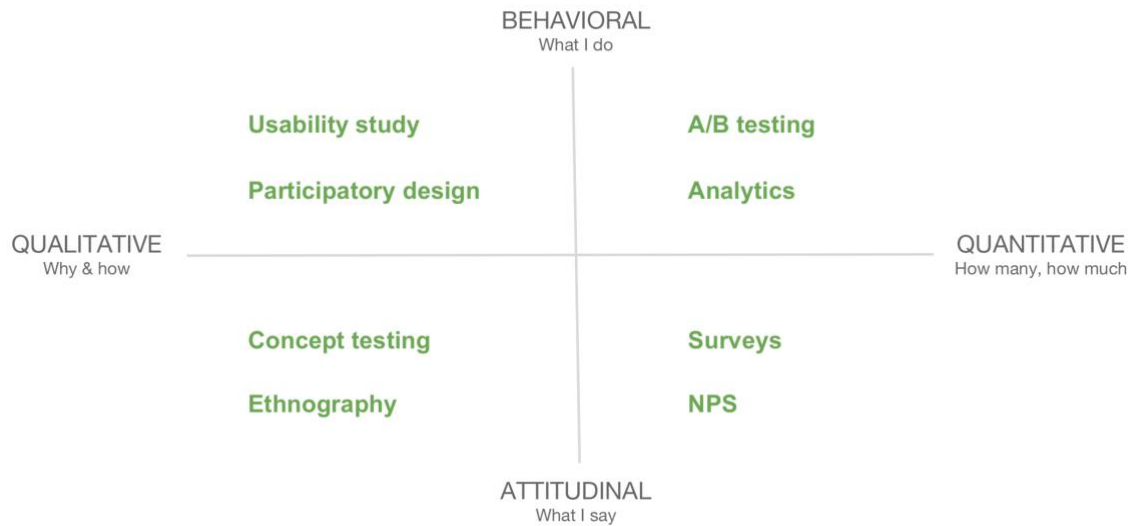 BEHAVIORAL
What I do
Usability study
A/B testing
Participatory design
Analytics
QUALITATIVE
Why & how
QUANTITATIVE
How many, how much
Concept testing
Surveys
Ethnography
NPS
ATTITUDINAL
What I say